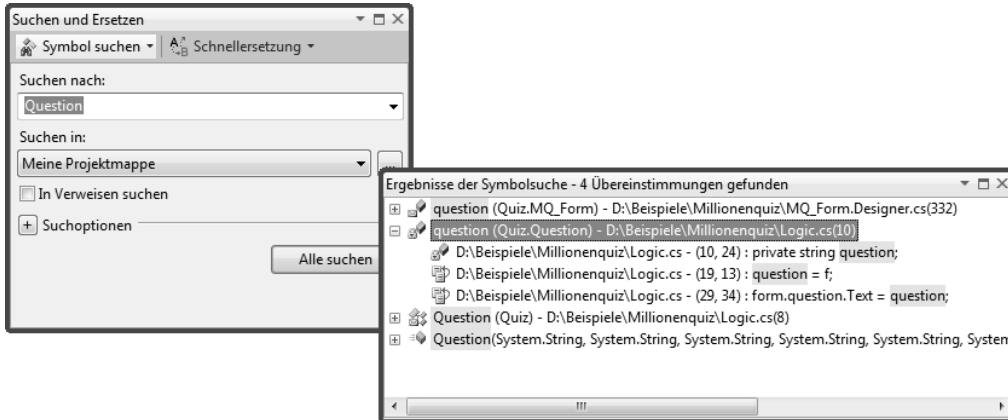 Suchen und Ersetzen
Symbol suchen
Schnellersetzung
Suchen nach:
Question
Suchen in:
Meine Projektmappe
...
In Verweisen suchen
Suchoptionen
Alle suchen
Ergebnisse der Symbolsuche - 4 Übereinstimmungen gefunden
question (Quiz.MQ_Form) - D:\Beispiele\Millionenquiz\MQ_Form.Designer.cs(332)
question (Quiz.Question) - D:\Beispiele\Millionenquiz\Logic.cs(10)
D:\Beispiele\Millionenquiz\Logic.cs - (10, 24) : private string question;
D:\Beispiele\Millionenquiz\Logic.cs - (19, 13) : question = f;
D:\Beispiele\Millionenquiz\Logic.cs - (29, 34) : form.question.Text = question;
Question (Quiz) - D:\Beispiele\Millionenquiz\Logic.cs(8)
Question(System.String, System.String, System.String, System.String, System.String, System